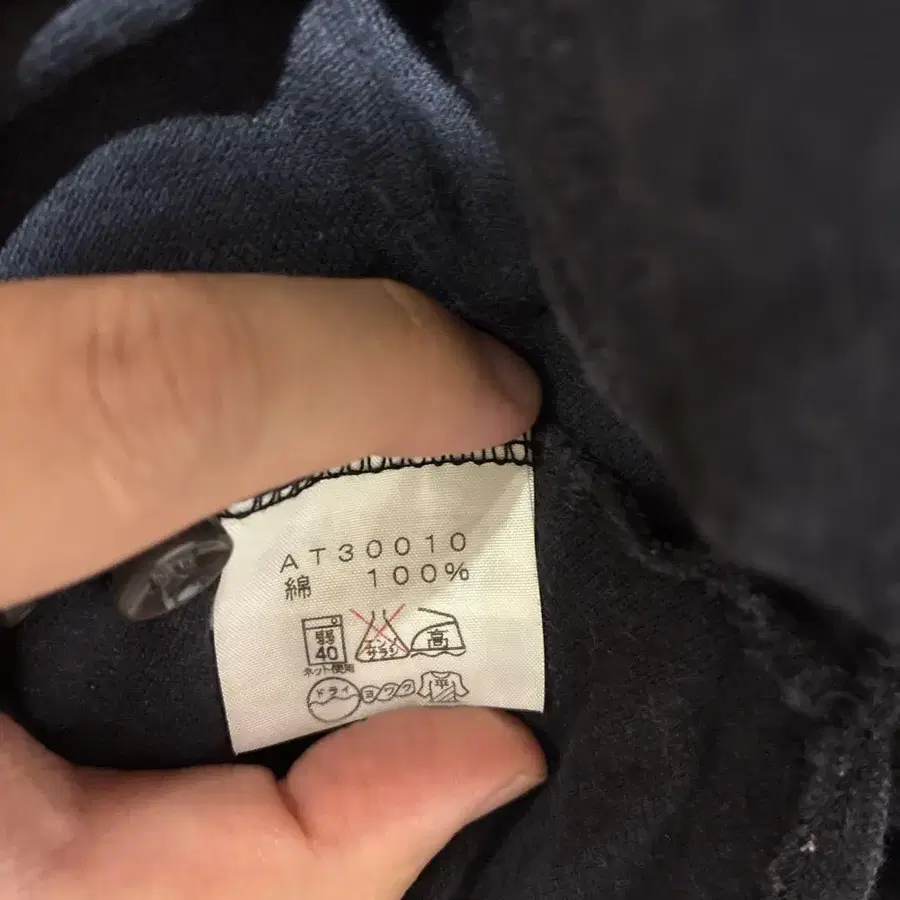 AT30010
綿 100%
弱 40 エンソ サラシ 高
ネット使用
ドライ ヨワク 平